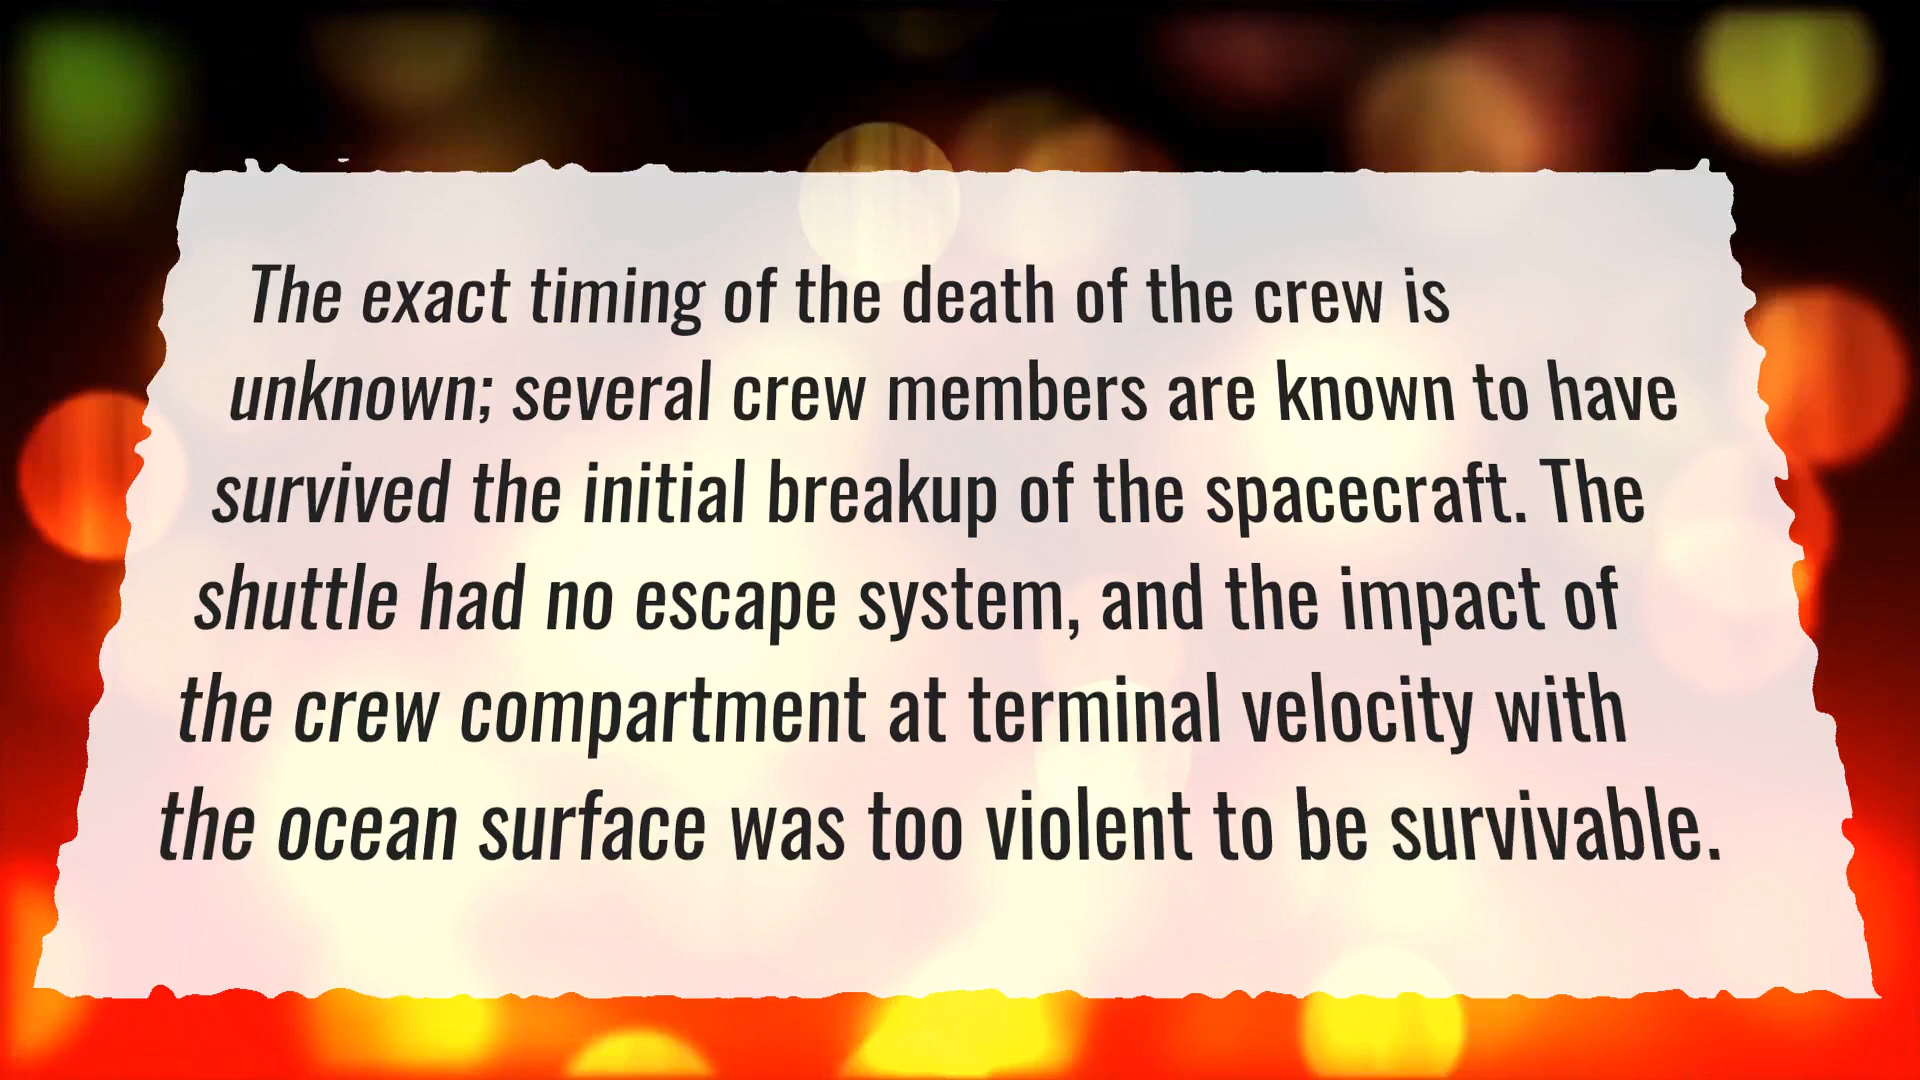 The exact timing of the death of the crew is
unknown; several crew members are known to have
survived the initial breakup of the spacecraft. The
shuttle had no escape system, and the impact of
the crew compartment at terminal velocity with
the ocean surface was too violent to be survivable.